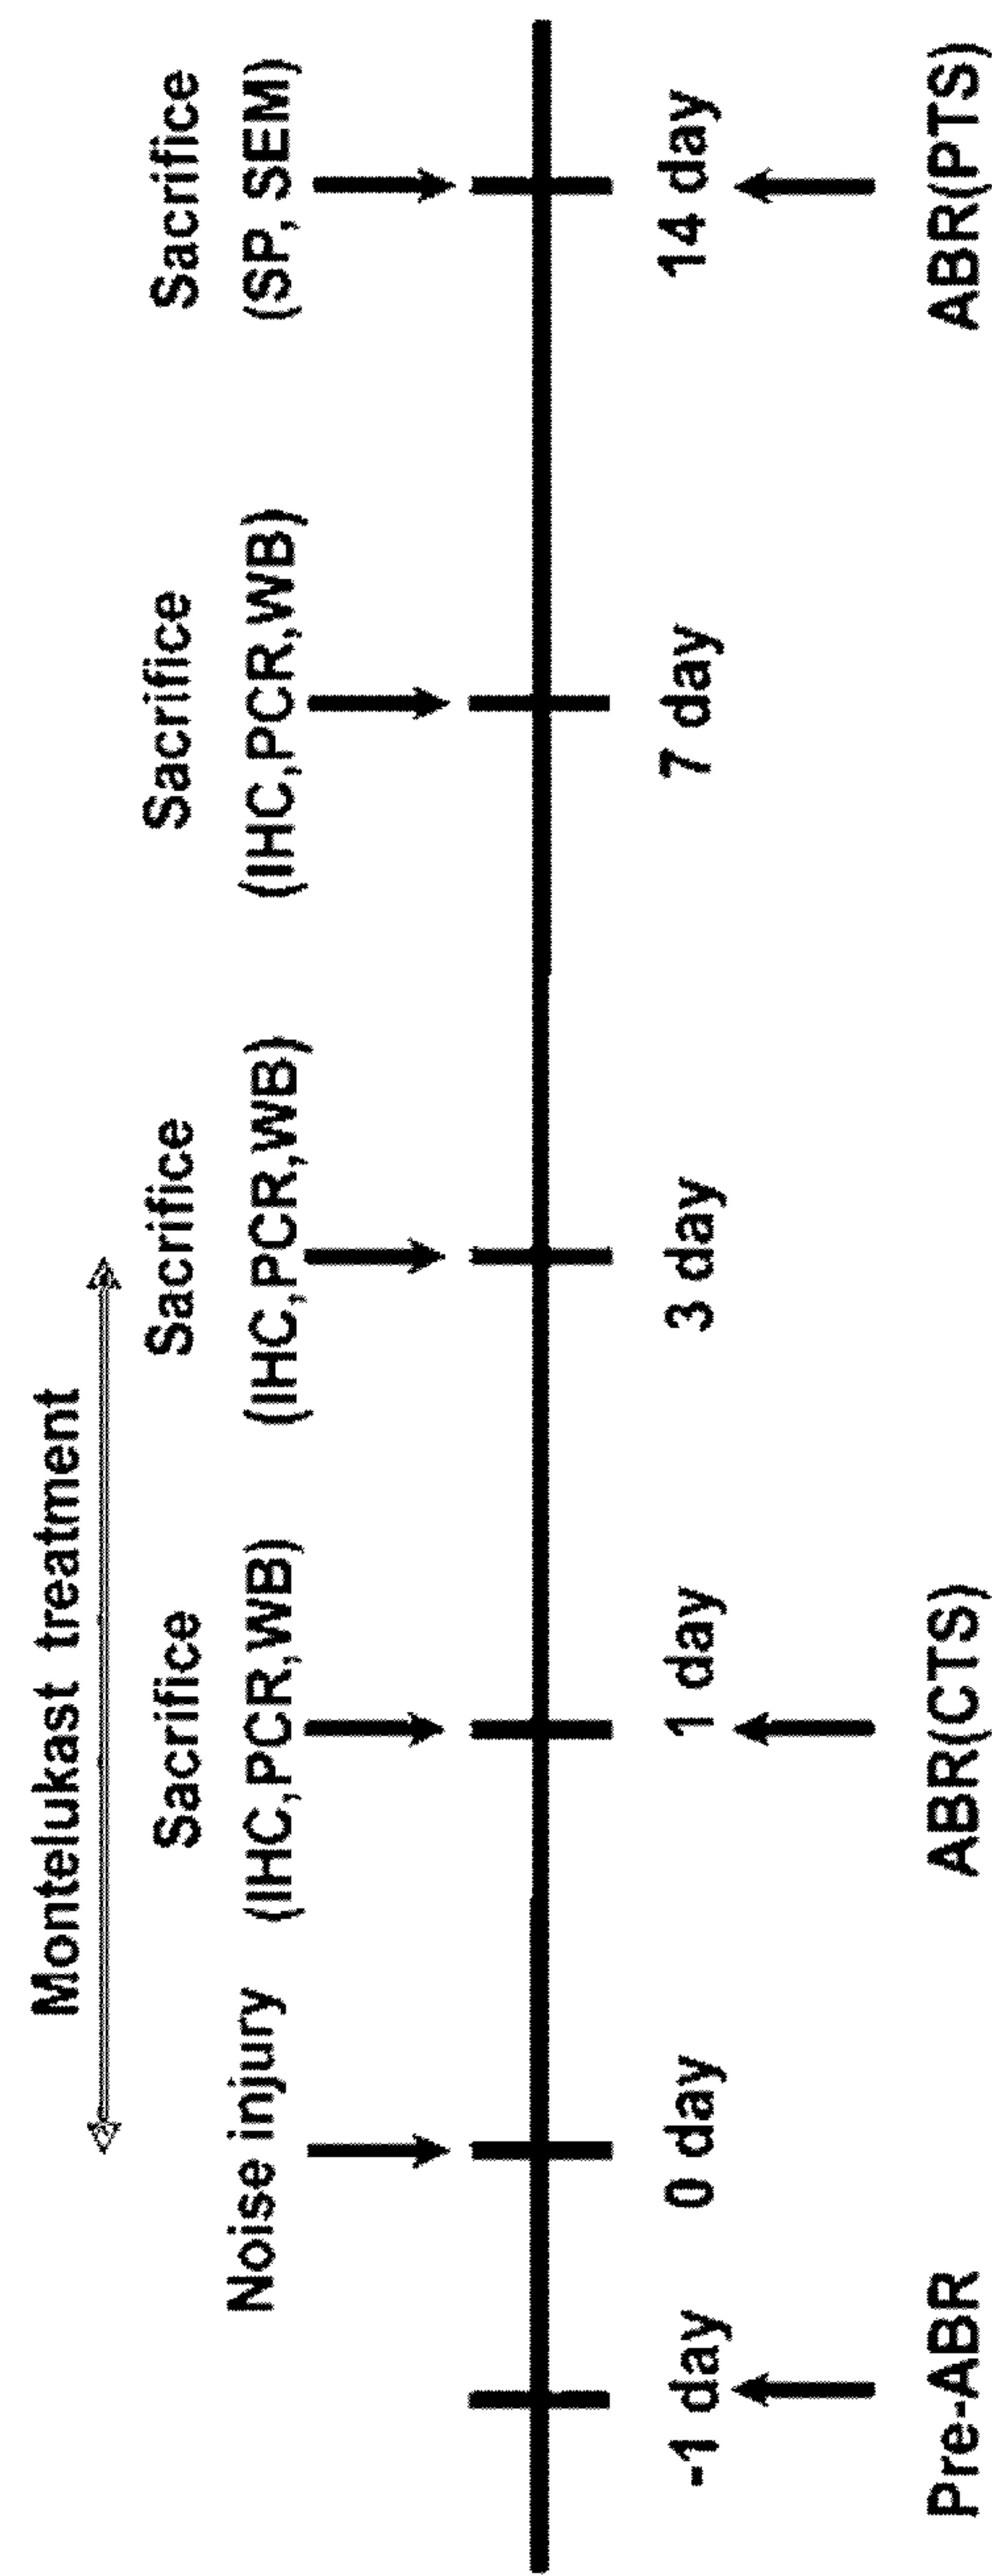 Montelukast treatment
Noise injury
Sacrifice
(IHC,PCR,WB)
Sacrifice
(IHC,PCR,WB)
Sacrifice
(IHC,PCR,WB)
Sacrifice
(SP, SEM)
-1 day
0 day
1 day
3 day
7 day
14 day
Pre-ABR
ABR(CTS)
ABR(PTS)